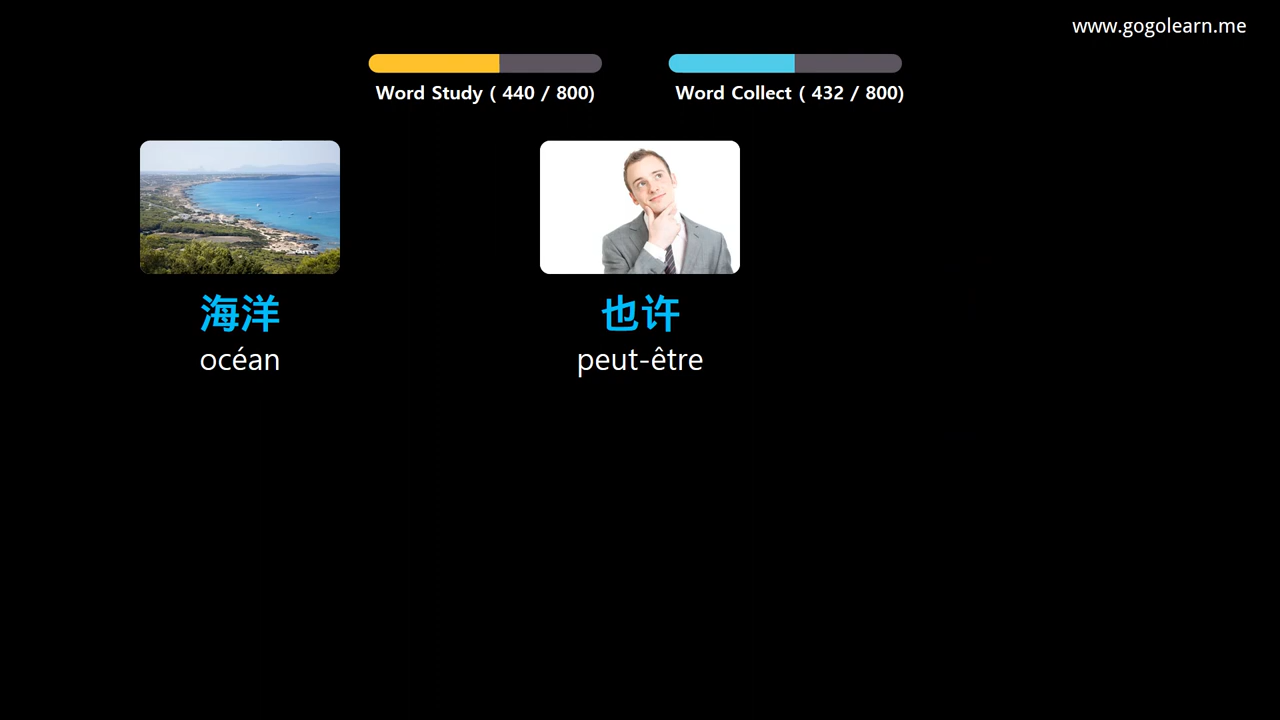 www.gogolearn.me
Word Study ( 440 / 800)
Word Collect ( 432 / 800)
海洋
océan
也许
peut-être